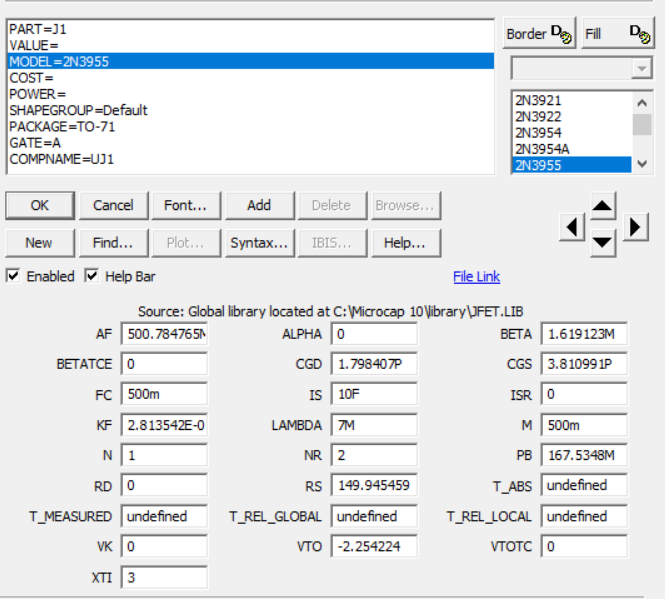 PART=J1
VALUE=
MODEL=2N3955
COST=
POWER=
SHAPEGROUP=Default
PACKAGE=TO-71
GATE=A
COMPNAME=UJ1
Border D Fill D
2N3921
2N3922
2N3954
2N3954A
2N3955
OK Cancel Font... Add Delete Browse...
New Find... Plot... Syntax... IBIS... Help...
Enabled Help Bar File Link
Source: Global library located at C:\Microcap 10\library\JFET.LIB
AF 500.784765M ALPHA 0 BETA 1.619123M
BETATCE 0 CGD 1.798407P CGS 3.810991P
FC 500m IS 10F ISR 0
KF 2.813542E-0 LAMBDA 7M M 500m
N 1 NR 2 PB 167.5348M
RD 0 RS 149.945459 T_ABS undefined
T_MEASURED undefined T_REL_GLOBAL undefined T_REL_LOCAL undefined
VK 0 VTO -2.254224 VTOTC 0
XTI 3